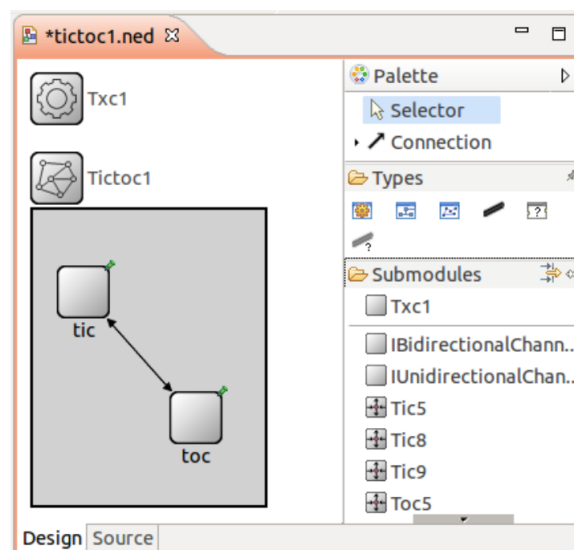 *tictoc1.ned
Txc1
Tictoc1
tic
toc
Design Source
Palette
Selector
Connection
Types
?
?
Submodules
Txc1
IBidirectionalChann..
IUnidirectionalChan..
Tic5
Tic8
Tic9
Toc5